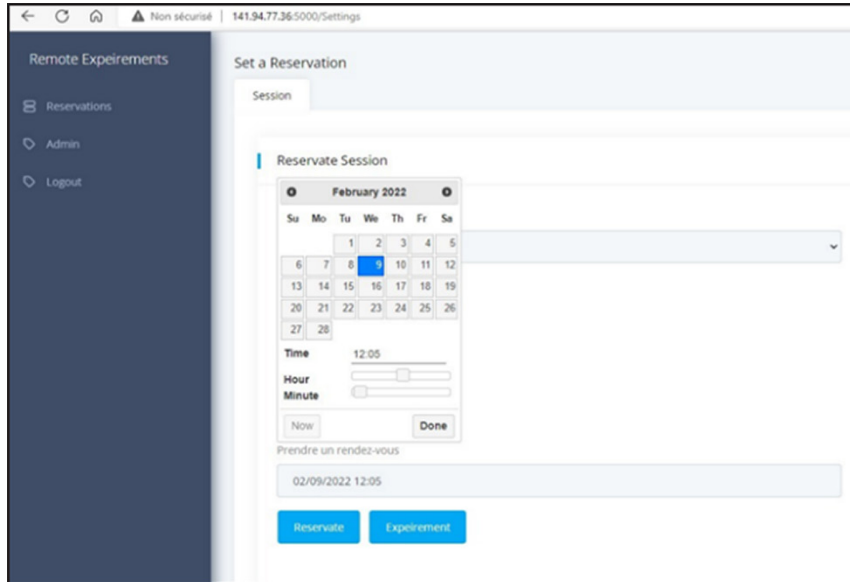 Non sécurisé | 141.94.77.36:5000/Settings
Remote Expeirements
Reservations
Admin
Logout
Set a Reservation
Session
Reservate Session
February 2022
Su Mo Tu We Th Fr Sa
1 2 3 4 5
6 7 8 9 10 11 12
13 14 15 16 17 18 19
20 21 22 23 24 25 26
27 28
Time 12:05
Hour
Minute
Now Done
Prendre un rendez-vous
02/09/2022 12:05
Reservate Expeirement